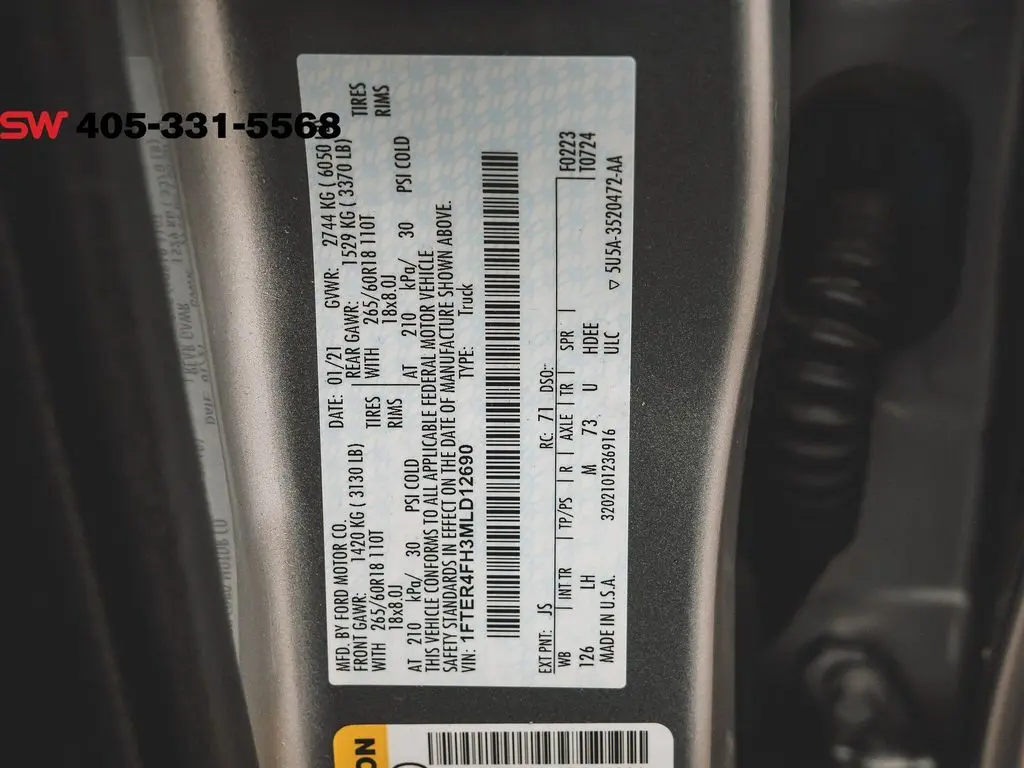 SW 405-331-5568
MFD. BY FORD MOTOR CO.
DATE: 01/21 GVWR: 2744 KG ( 6050
FRONT GAWR: 1420 KG ( 3130 LB)
REAR GAWR: 1529 KG ( 3370 LB)
WITH 265/60R18 110T TIRES
WITH 265/60R18 110T TIRES
18x8.0J RIMS
18x8.0J RIMS
AT 210 kPa/ 30 PSI COLD
AT 210 kPa/ 30 PSI COLD
THIS VEHICLE CONFORMS TO ALL APPLICABLE FEDERAL MOTOR VEHICLE
SAFETY STANDARDS IN EFFECT ON THE DATE OF MANUFACTURE SHOWN ABOVE.
VIN: 1FTER4FH3MLD12690 TYPE: Truck
EXT PNT: JS RC: 71 DSO: F0223
WB INT TR TP/PS R AXLE TR SPR T0724
126 LH M 73 U HDEE
MADE IN U.S.A. 320210T236916 ULC ▽ 5U5A-3520472-AA
ON